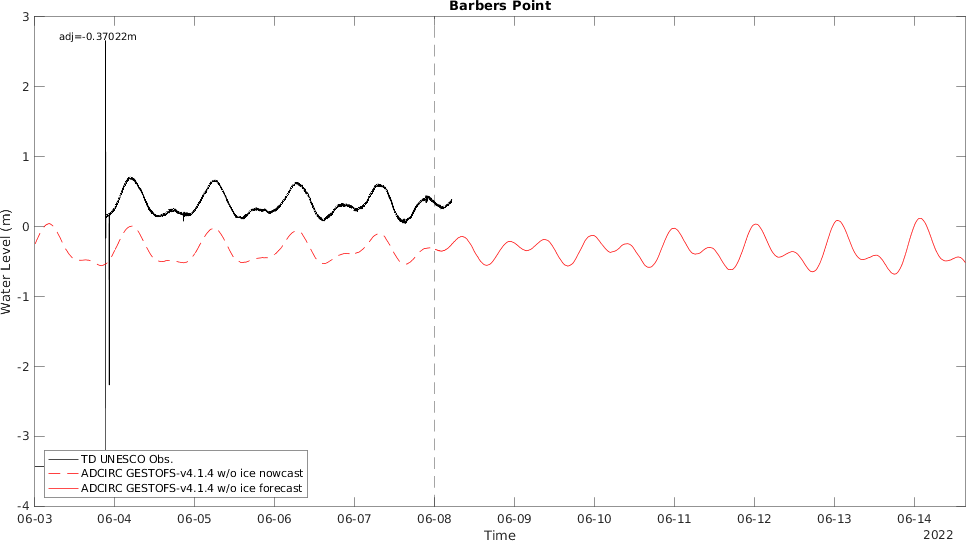 Barbers Point
adj=-0.37022m
3
2
1
0
-1
-2
-3
-4
Water Level (m)
TD UNESCO Obs.
ADCIRC GESTOFS-v4.1.4 w/o ice nowcast
ADCIRC GESTOFS-v4.1.4 w/o ice forecast
06-03 06-04 06-05 06-06 06-07 06-08 06-09 06-10 06-11 06-12 06-13 06-14
Time
2022